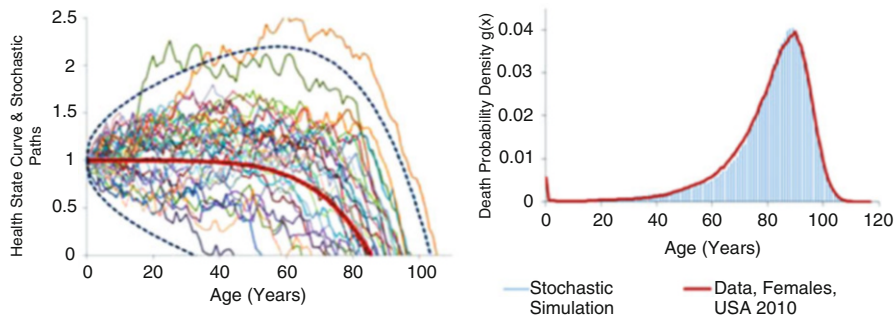 Health State Curve & Stochastic
Paths
2.5
2
1.5
1
0.5
0
0 20 40 60 80 100
Age (Years)
Death Probability Density g(x)
0.04
0.03
0.02
0.01
0
0 20 40 60 80 100 120
Age (Years)
Stochastic
Simulation
Data, Females,
USA 2010